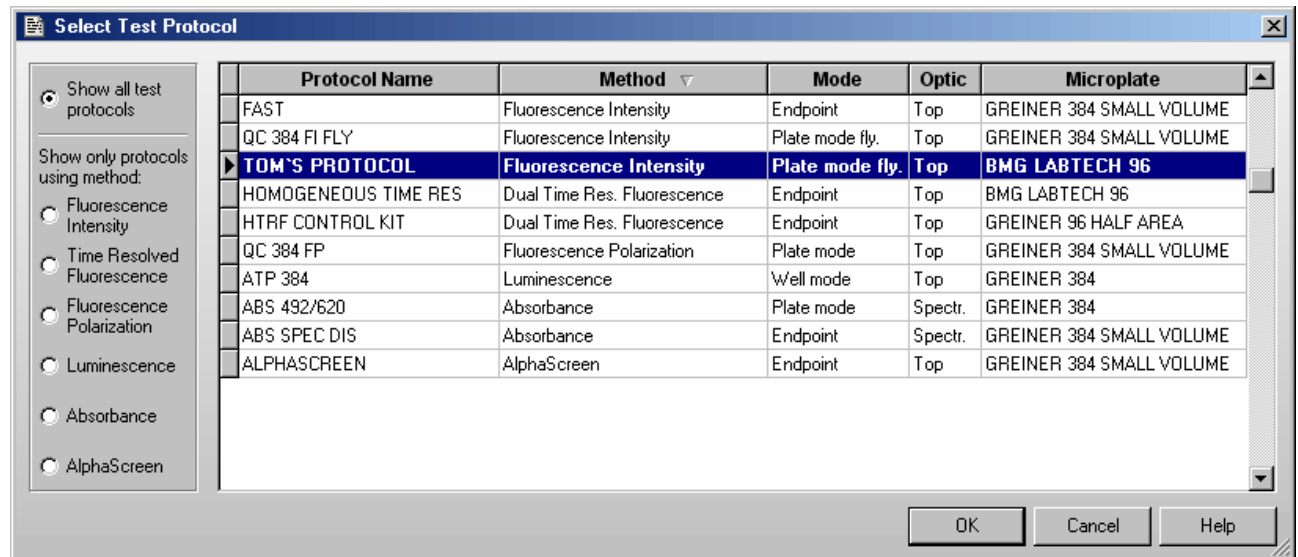 Select Test Protocol
Show all test
protocols
Show only protocols
using method:
Fluorescence
Intensity
Time Resolved
Fluorescence
Fluorescence
Polarization
Luminescence
Absorbance
AlphaScreen
Protocol Name Method Mode Optic Microplate
FAST Fluorescence Intensity Endpoint Top GREINER 384 SMALL VOLUME
QC 384 FI FLY Fluorescence Intensity Plate mode fly. Top GREINER 384 SMALL VOLUME
TOM`S PROTOCOL Fluorescence Intensity Plate mode fly. Top BMG LABTECH 96
HOMOGENEOUS TIME RES Dual Time Res. Fluorescence Endpoint Top BMG LABTECH 96
HTRF CONTROL KIT Dual Time Res. Fluorescence Endpoint Top GREINER 96 HALF AREA
QC 384 FP Fluorescence Polarization Plate mode Top GREINER 384 SMALL VOLUME
ATP 384 Luminescence Well mode Top GREINER 384
ABS 492/620 Absorbance Plate mode Spectr. GREINER 384
ABS SPEC DIS Absorbance Endpoint Spectr. GREINER 384 SMALL VOLUME
ALPHASCREEN AlphaScreen Endpoint Top GREINER 384 SMALL VOLUME
OK Cancel Help